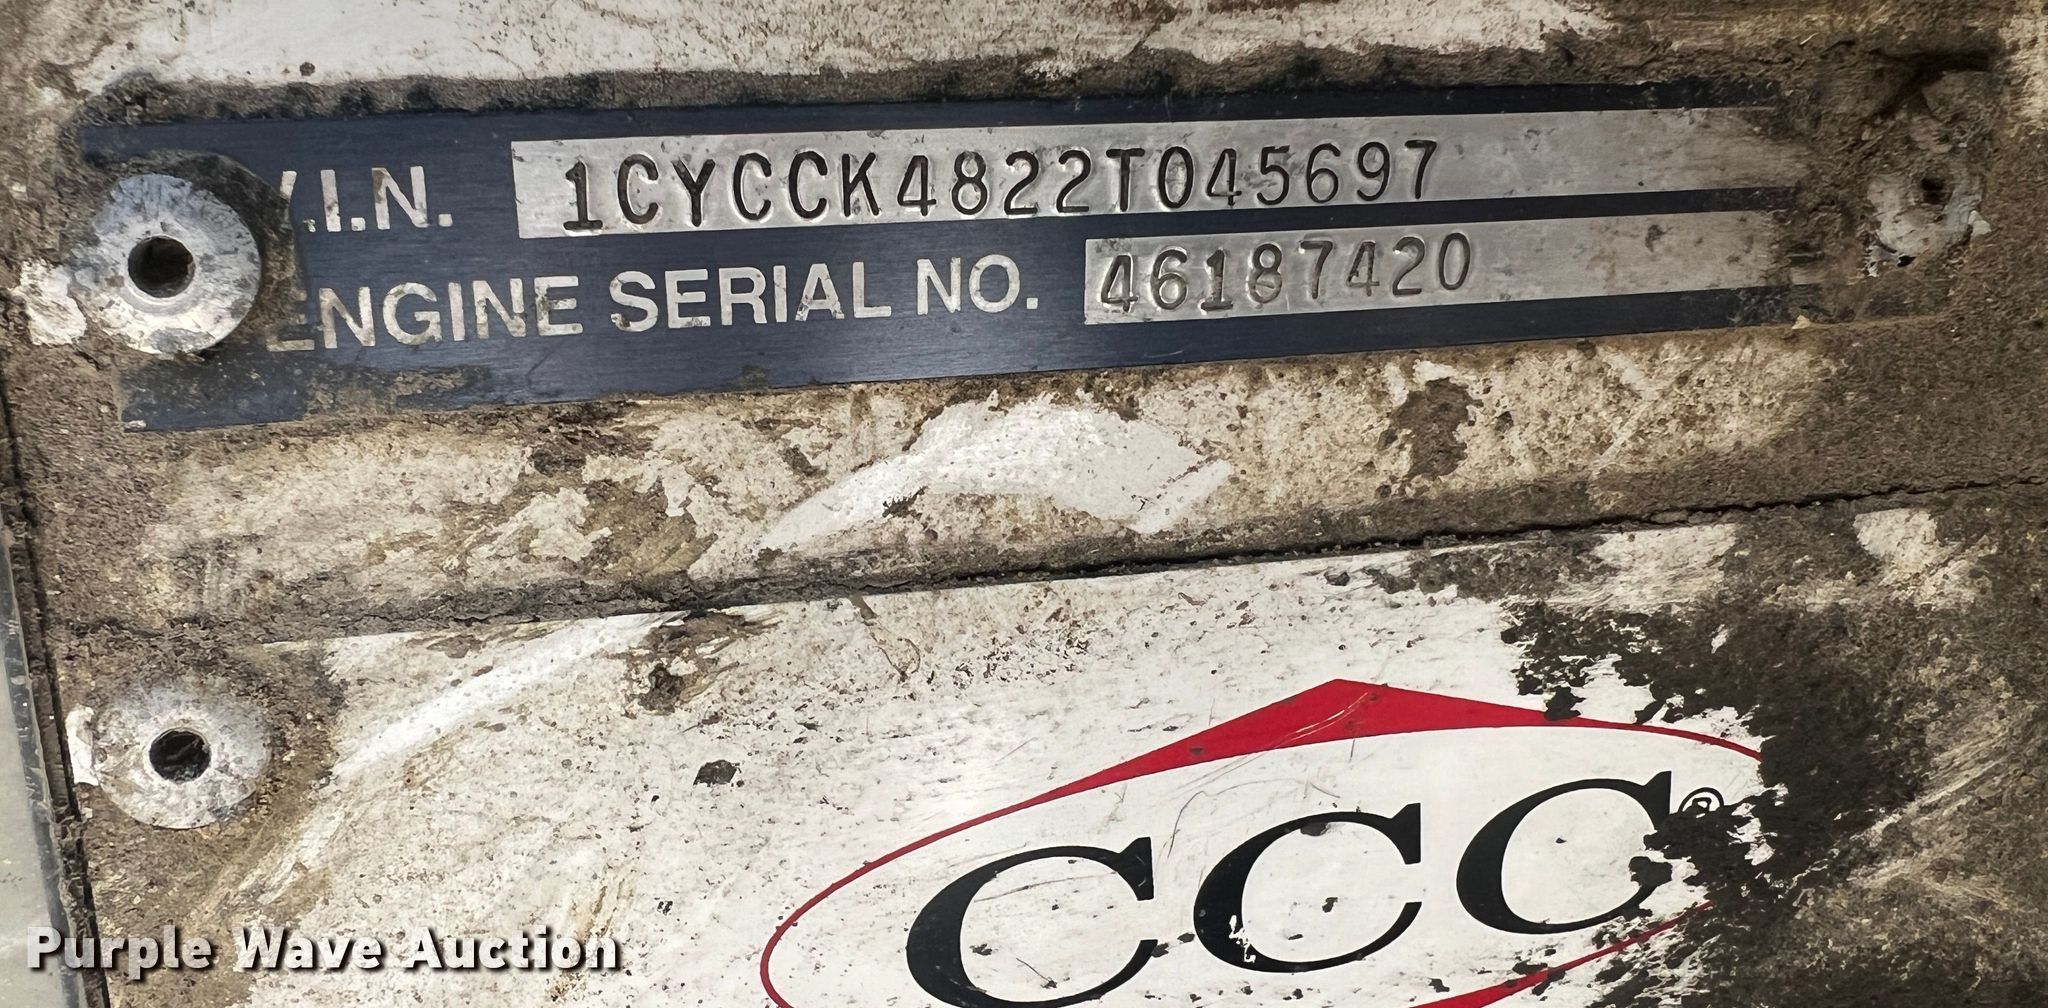 V.I.N. 1CYCCK4822T045697
ENGINE SERIAL NO. 46187420
CCC®
Purple Wave Auction